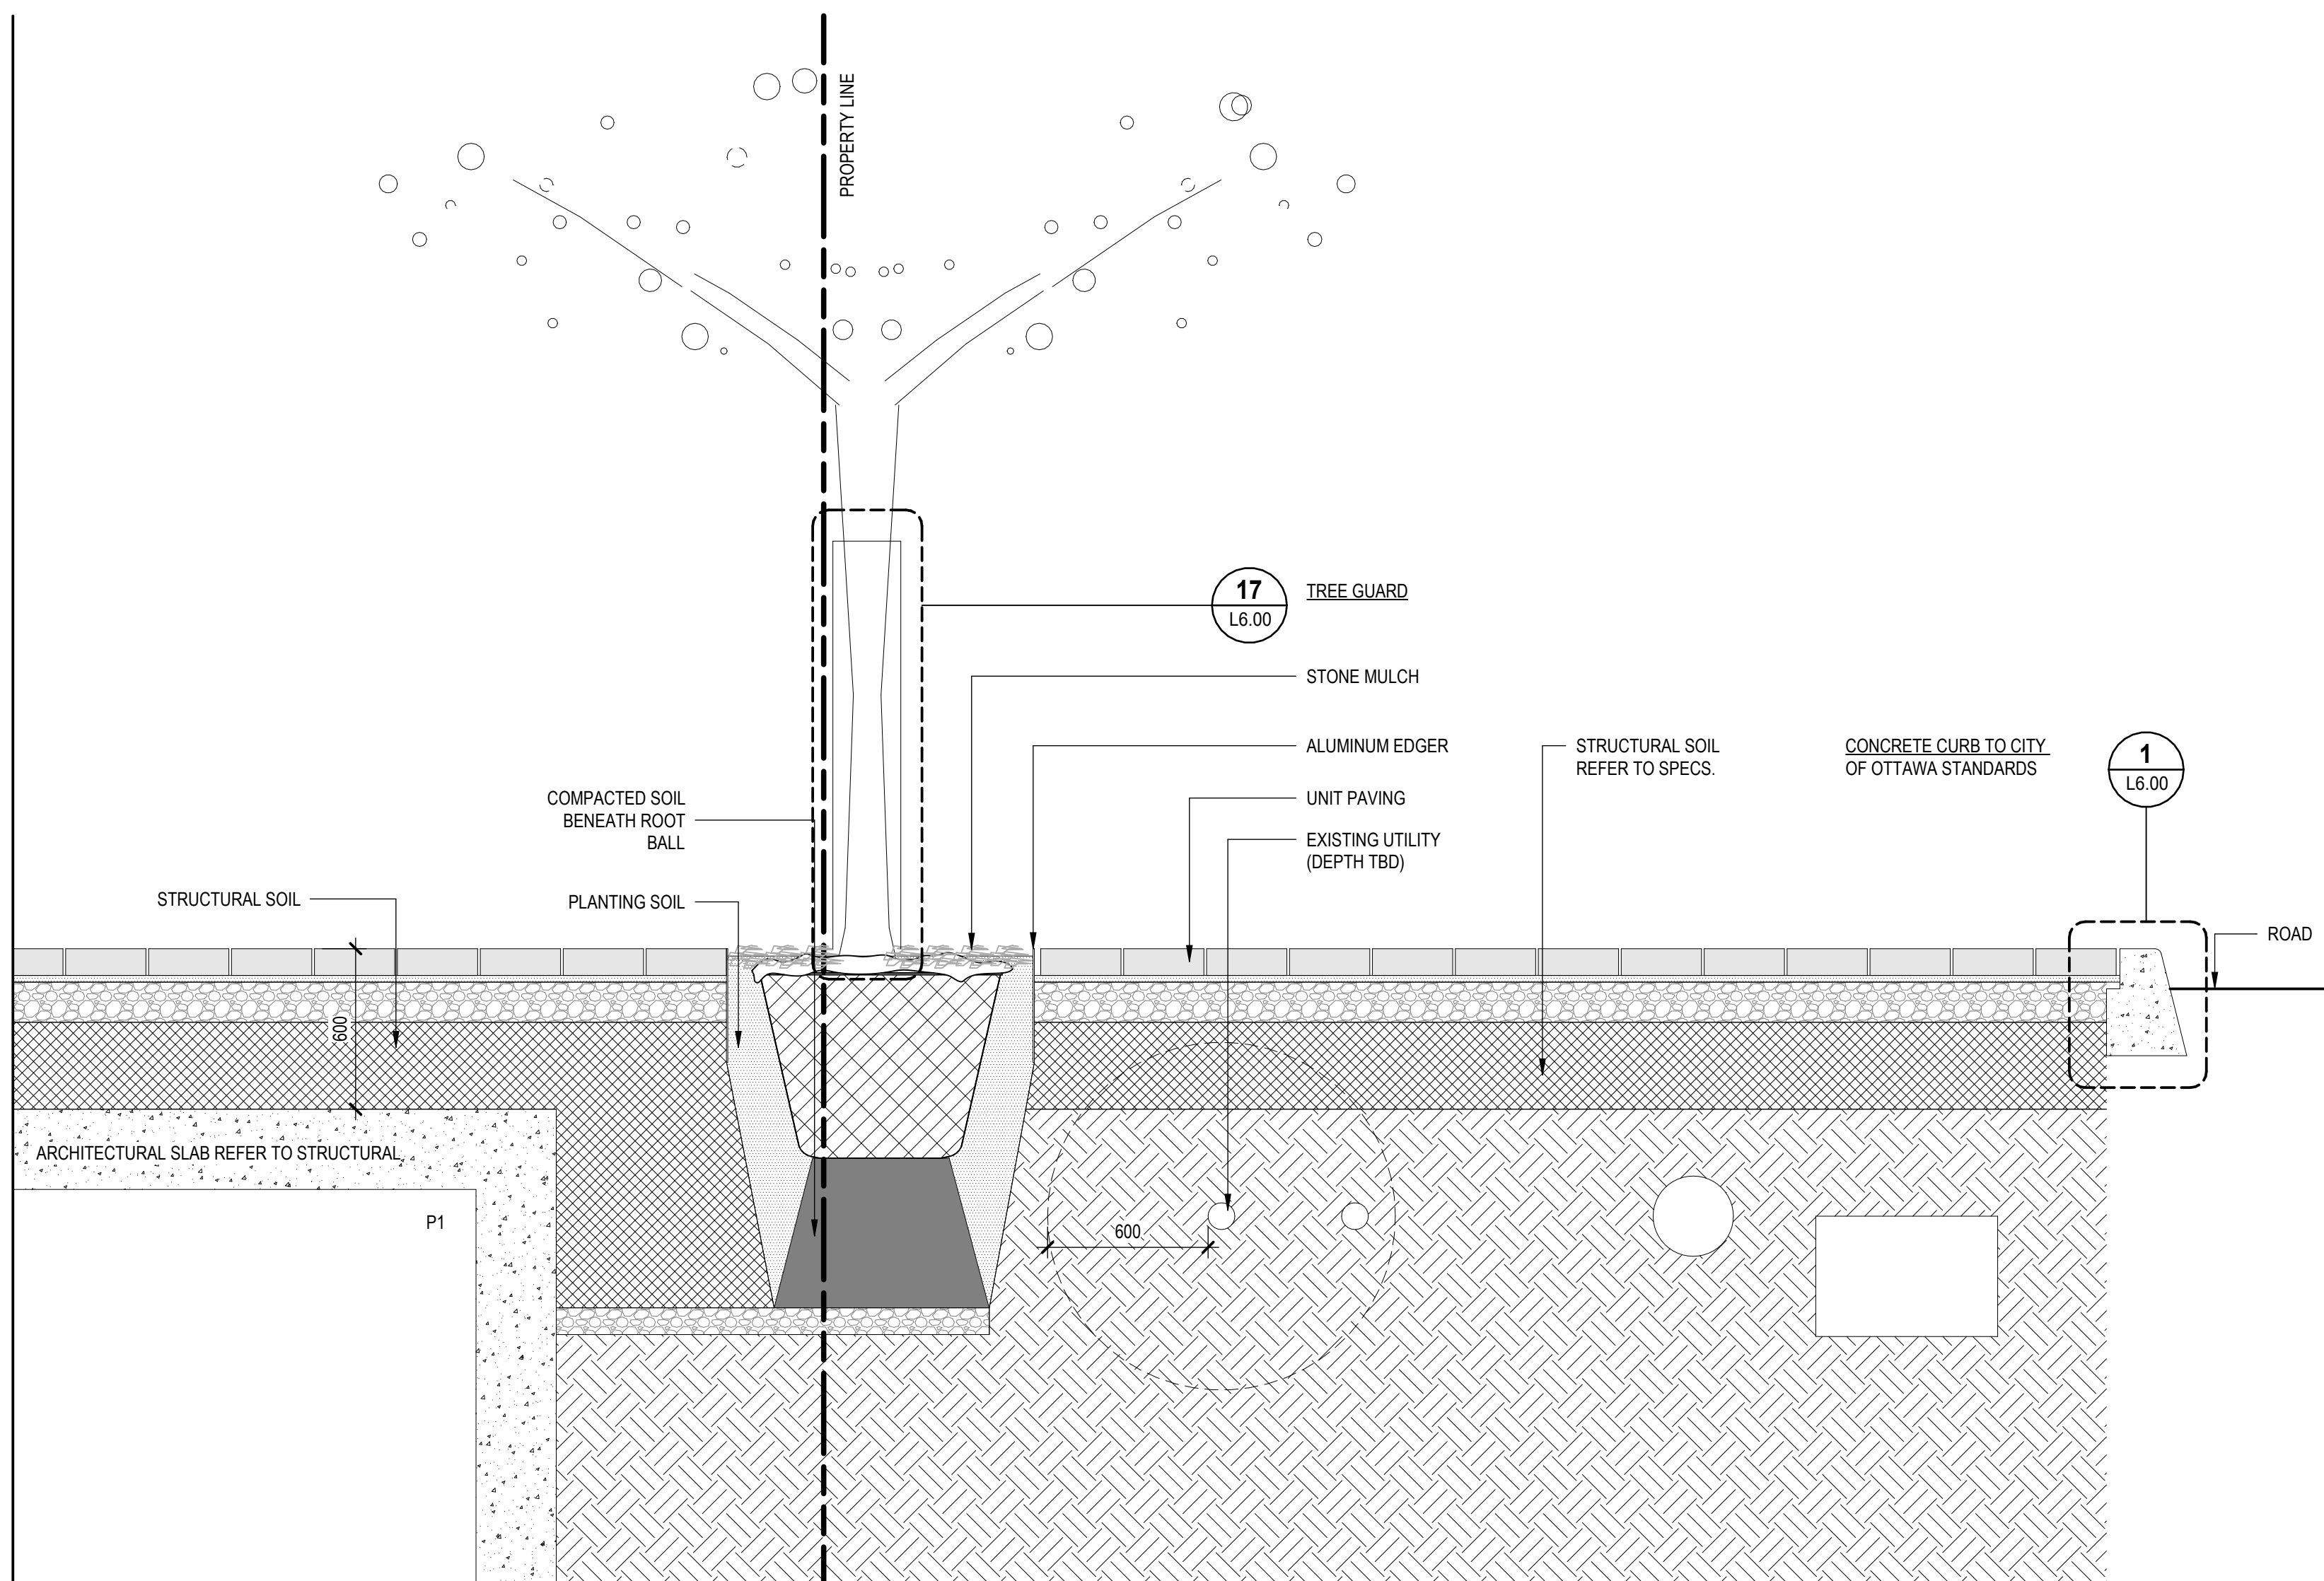 PROPERTY LINE
17
L6.00
TREE GUARD
STONE MULCH
ALUMINUM EDGER
STRUCTURAL SOIL
REFER TO SPECS.
CONCRETE CURB TO CITY
OF OTTAWA STANDARDS
1
L6.00
COMPACTED SOIL
BENEATH ROOT
BALL
UNIT PAVING
EXISTING UTILITY
(DEPTH TBD)
STRUCTURAL SOIL
PLANTING SOIL
ROAD
600
ARCHITECTURAL SLAB REFER TO STRUCTURAL
P1
600